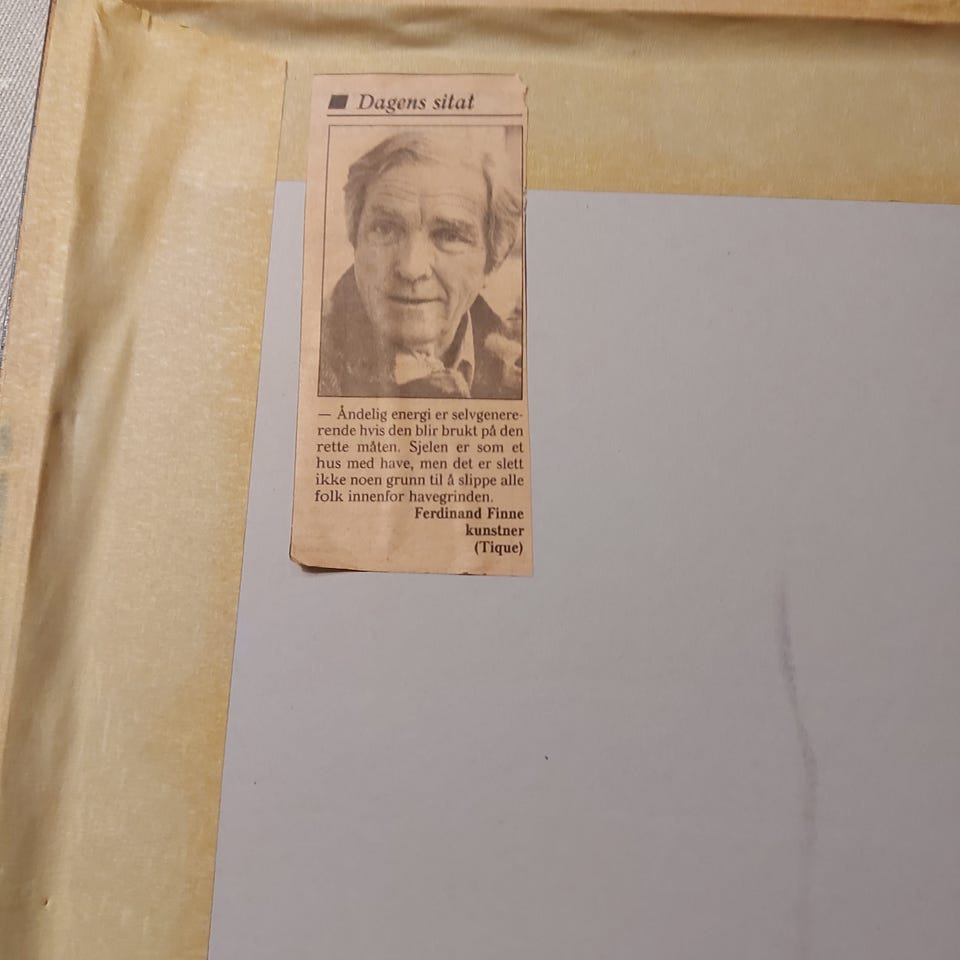 Dagens sitat
— Åndelig energi er selvgenere-
rende hvis den blir brukt på den
rette måten. Sjelen er som et
hus med have, men det er slett
ikke noen grunn til å slippe alle
folk innenfor havegrinden.
Ferdinand Finne
kunstner
(Tique)